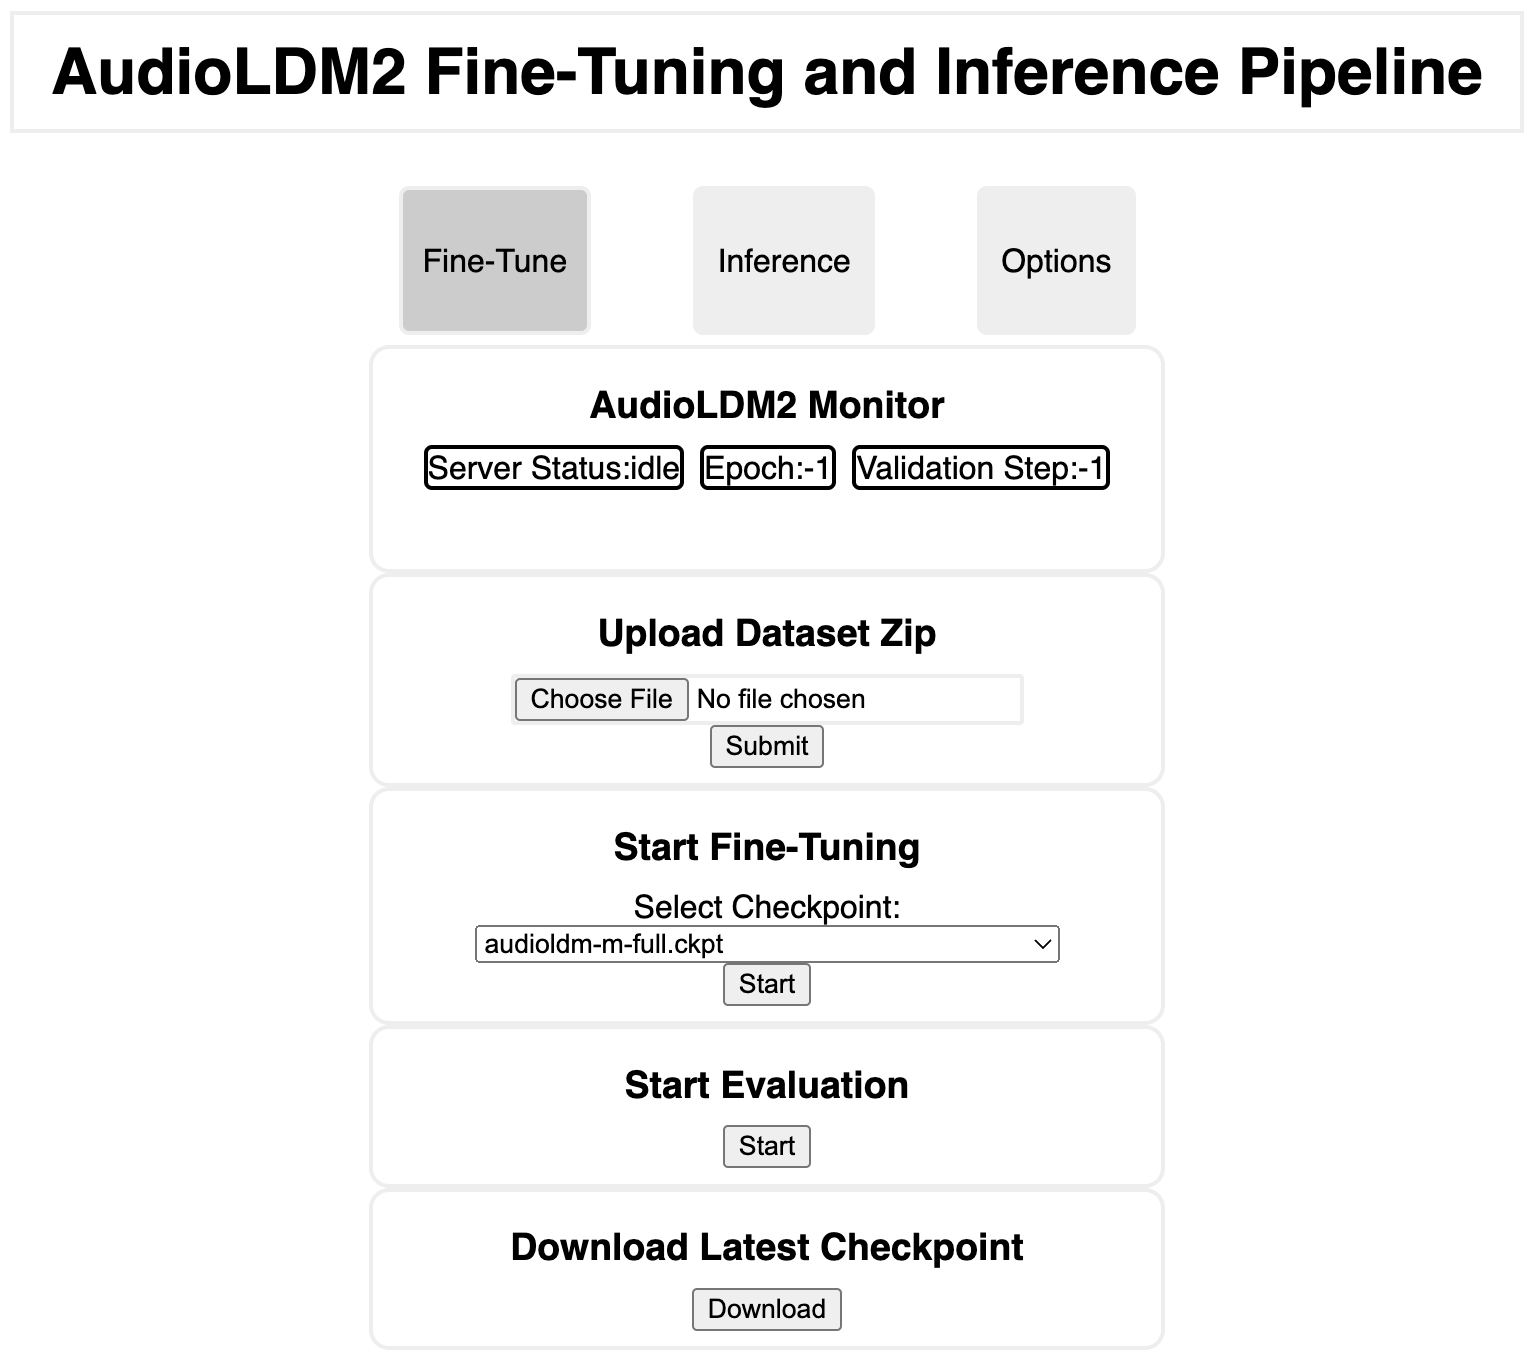 AudioLDM2 Fine-Tuning and Inference Pipeline
Fine-Tune Inference Options
AudioLDM2 Monitor
Server Status:idle Epoch:-1 Validation Step:-1
Upload Dataset Zip
Choose File No file chosen
Submit
Start Fine-Tuning
Select Checkpoint:
audioldm-m-full.ckpt
Start
Start Evaluation
Start
Download Latest Checkpoint
Download